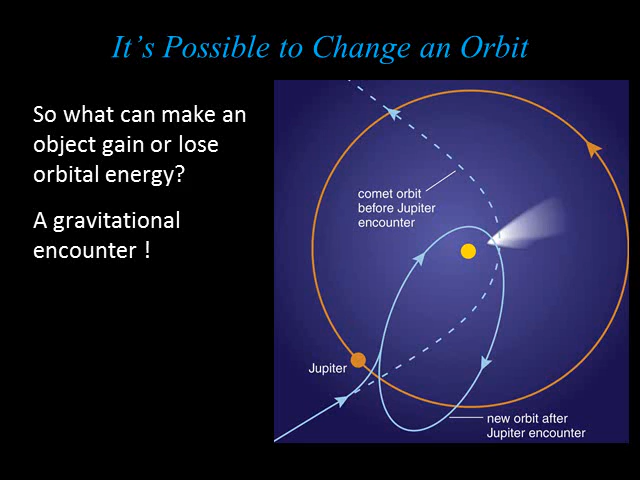 It's Possible to Change an Orbit
So what can make an
object gain or lose
orbital energy?
A gravitational
encounter !
comet orbit
before Jupiter
encounter
Jupiter
new orbit after
Jupiter encounter